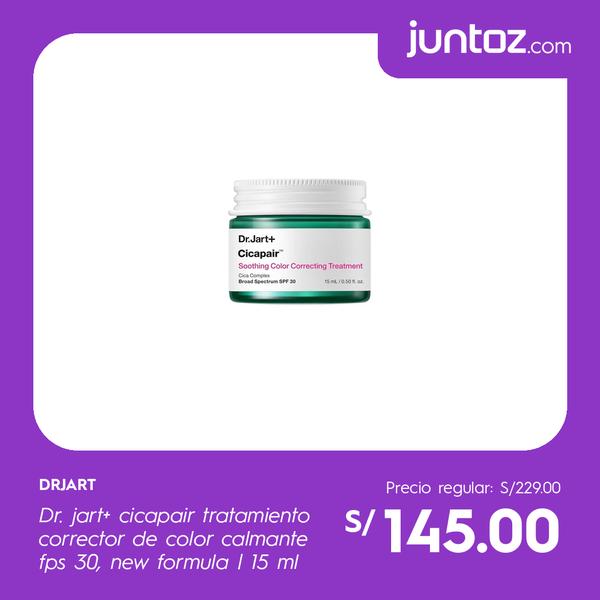 juntoz.com
Dr.Jart+
Cicapair™
Soothing Color Correcting Treatment
Cica Complex
Broad Spectrum SPF 30 15 mL / 0.50 fl. oz.
DRJART
Precio regular: S/229.00
Dr. jart+ cicapair tratamiento
corrector de color calmante
fps 30, new formula | 15 ml
S/145.00